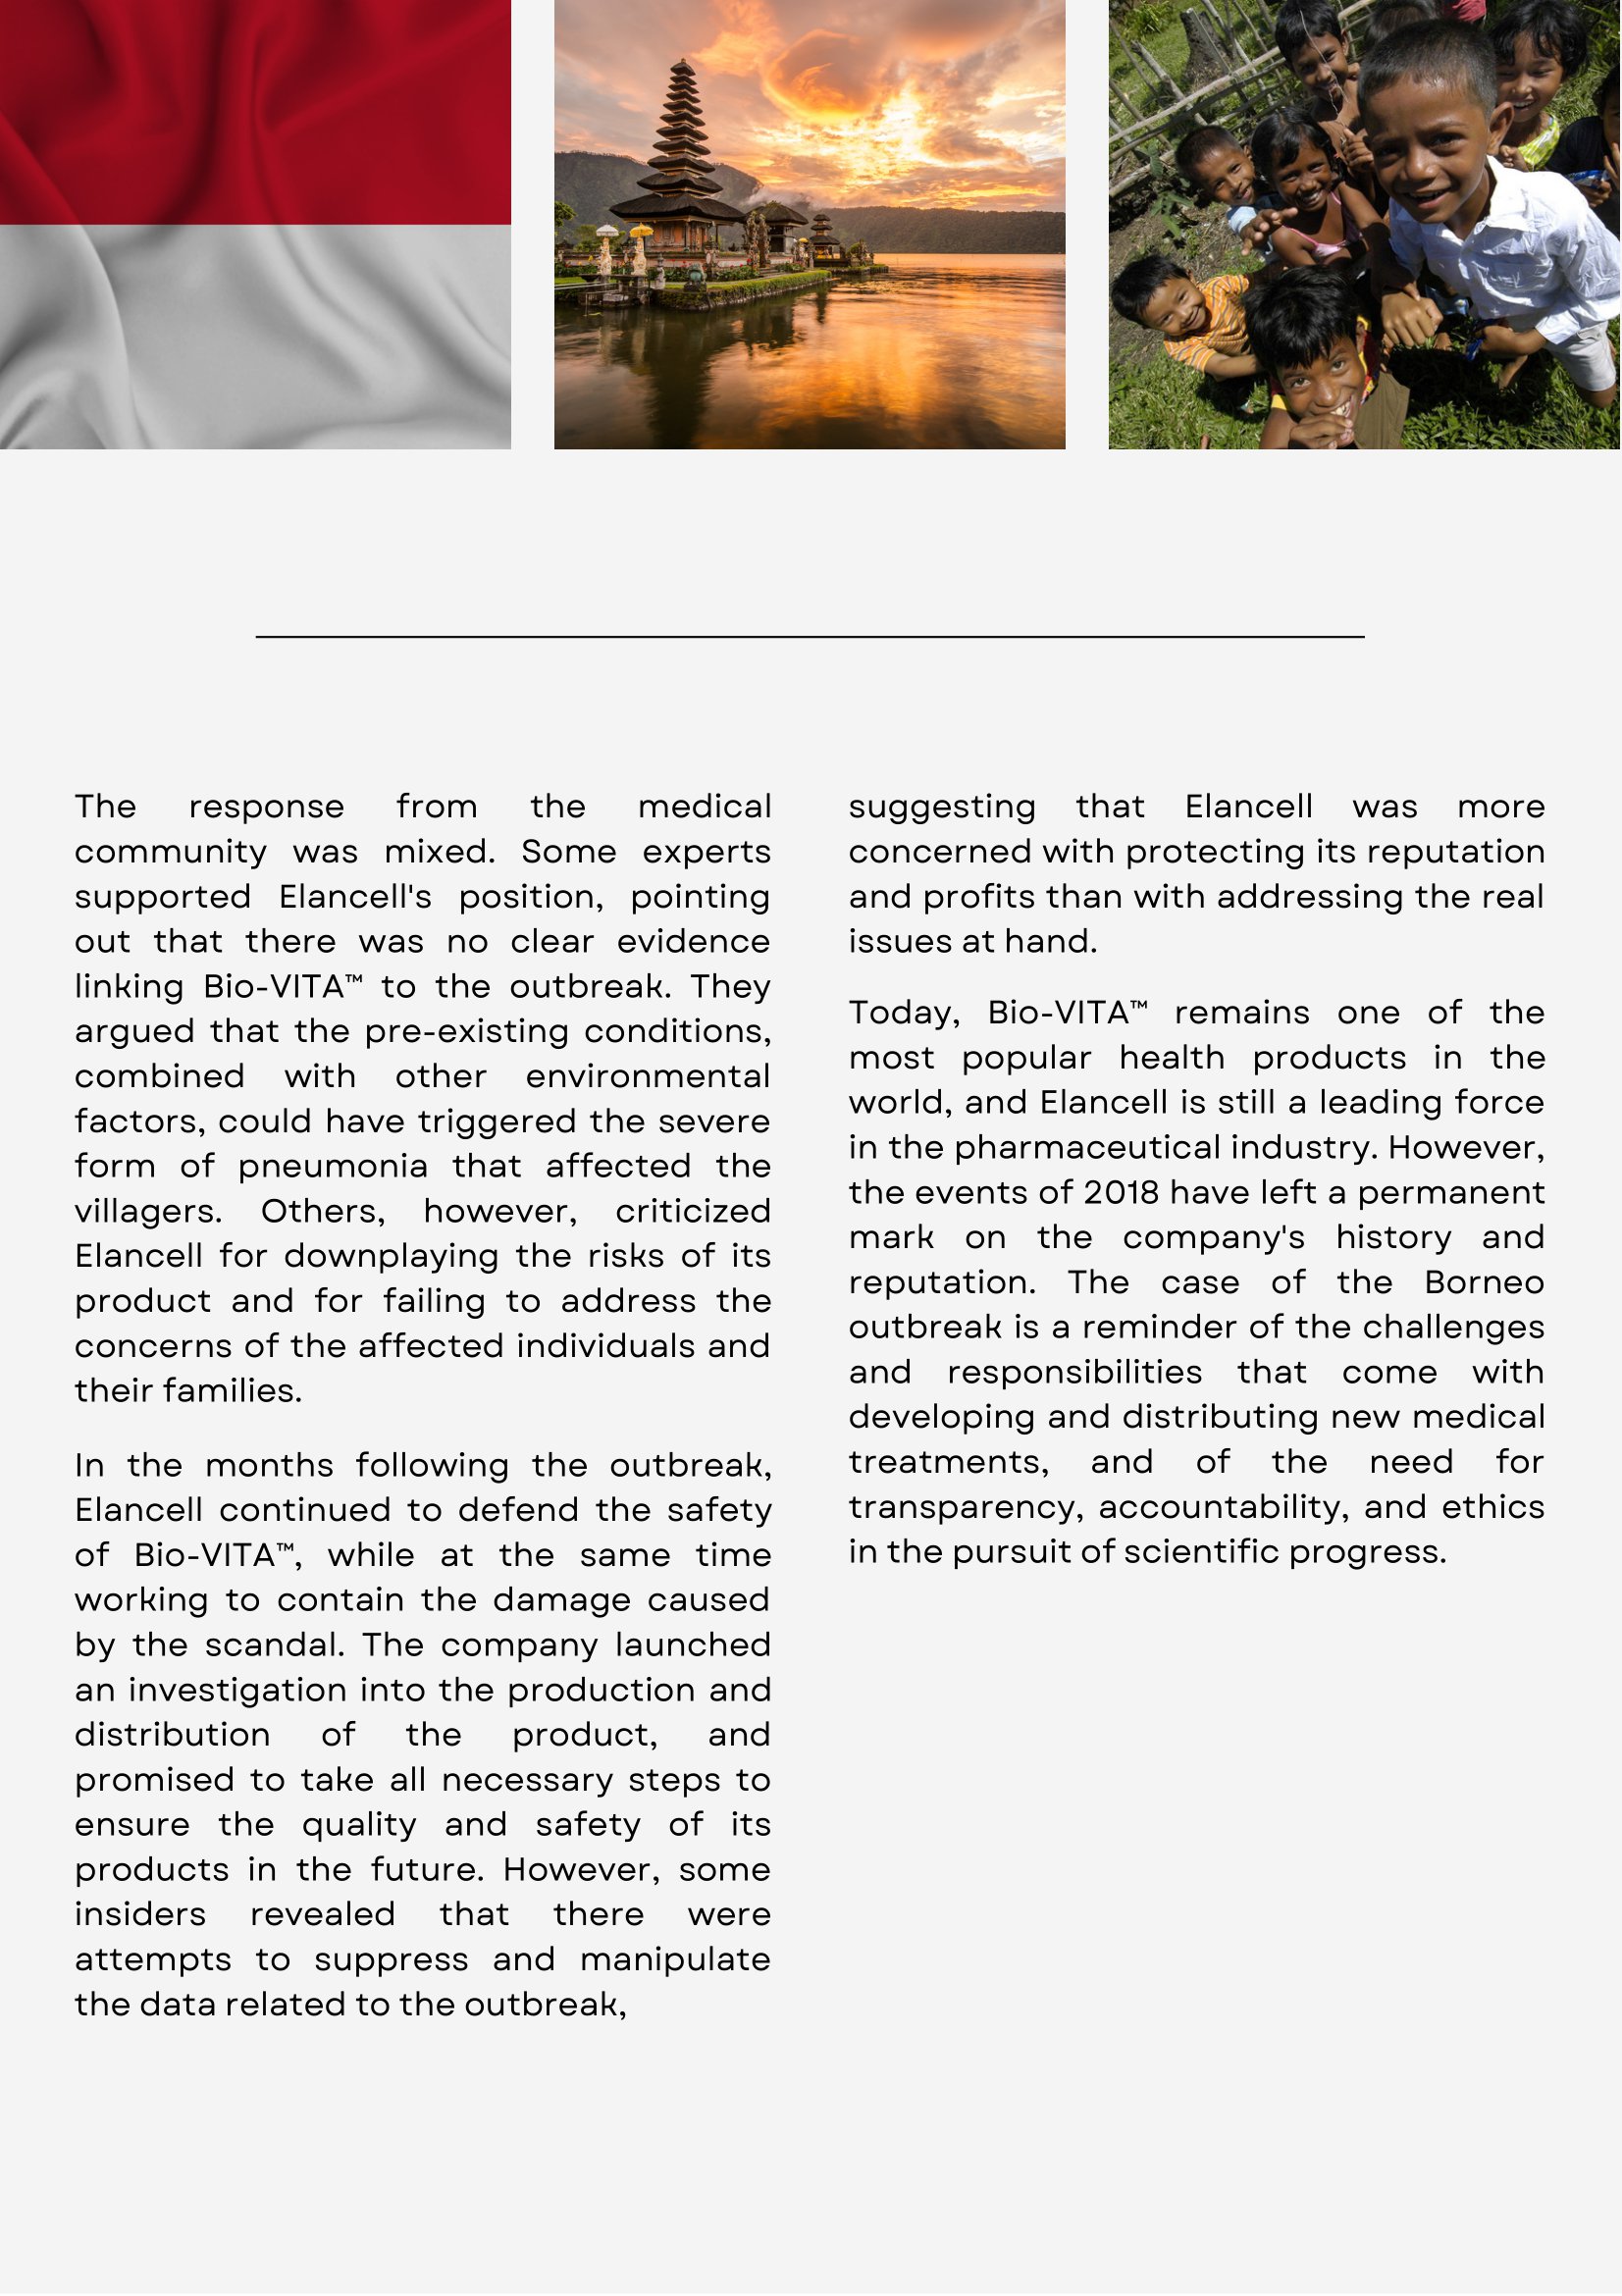 The response from the medical
community was mixed. Some experts
supported Elancell's position, pointing
out that there was no clear evidence
linking Bio-VITA™ to the outbreak. They
argued that the pre-existing conditions,
combined with other environmental
factors, could have triggered the severe
form of pneumonia that affected the
villagers. Others, however, criticized
Elancell for downplaying the risks of its
product and for failing to address the
concerns of the affected individuals and
their families.
In the months following the outbreak,
Elancell continued to defend the safety
of Bio-VITA™, while at the same time
working to contain the damage caused
by the scandal. The company launched
an investigation into the production and
distribution of the product, and
promised to take all necessary steps to
ensure the quality and safety of its
products in the future. However, some
insiders revealed that there were
attempts to suppress and manipulate
the data related to the outbreak,
suggesting that Elancell was more
concerned with protecting its reputation
and profits than with addressing the real
issues at hand.
Today, Bio-VITA™ remains one of the
most popular health products in the
world, and Elancell is still a leading force
in the pharmaceutical industry. However,
the events of 2018 have left a permanent
mark on the company's history and
reputation. The case of the Borneo
outbreak is a reminder of the challenges
and responsibilities that come with
developing and distributing new medical
treatments, and of the need for
transparency, accountability, and ethics
in the pursuit of scientific progress.